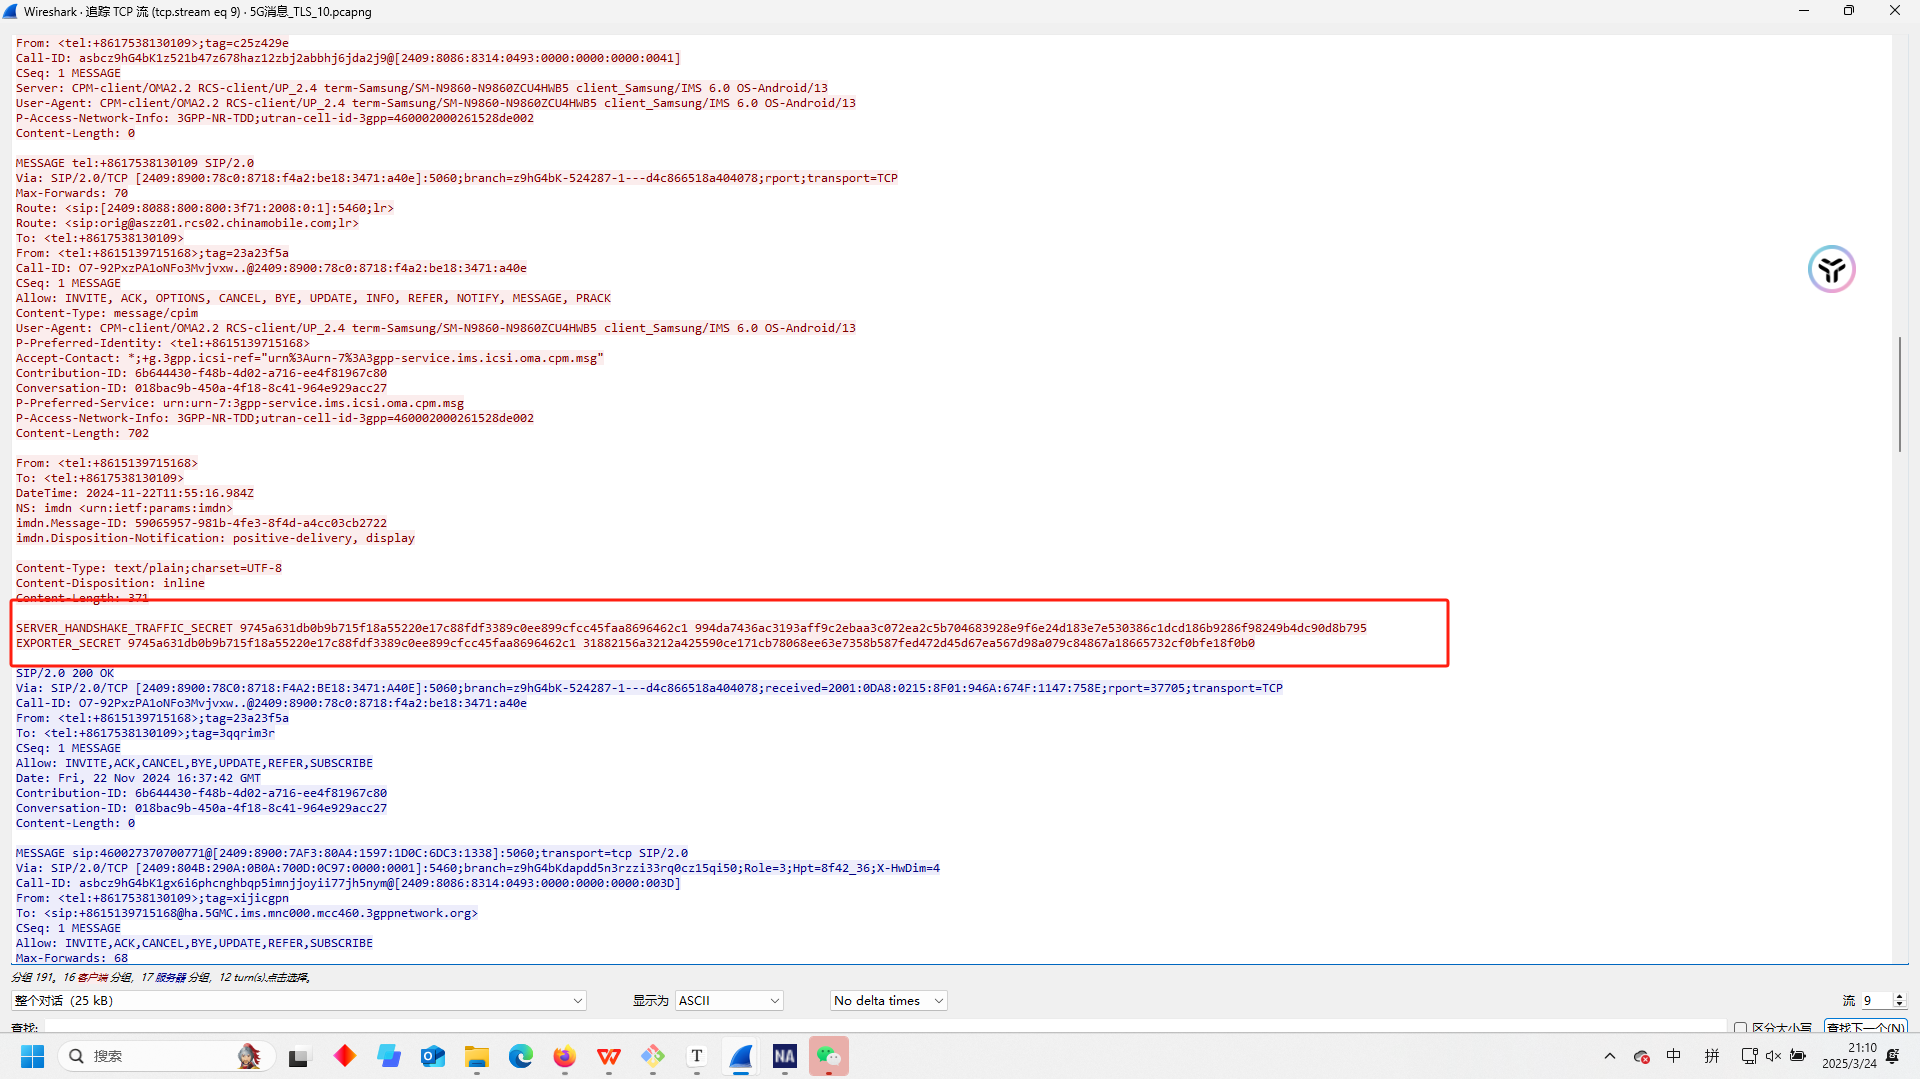 Wireshark · 追踪 TCP 流 (tcp.stream eq 9) · 5G消息_TLS_10.pcapng
From: <tel:+8617538130109>;tag=c25z429e
Call-ID: asbcz9hG4bK1z521b47z678haz12zbj2abbhj6jda2j9@[2409:8086:8314:0493:0000:0000:0000:0041]
CSeq: 1 MESSAGE
Server: CPM-client/OMA2.2 RCS-client/UP_2.4 term-Samsung/SM-N9860-N9860ZCU4HWB5 client_Samsung/IMS 6.0 OS-Android/13
User-Agent: CPM-client/OMA2.2 RCS-client/UP_2.4 term-Samsung/SM-N9860-N9860ZCU4HWB5 client_Samsung/IMS 6.0 OS-Android/13
P-Access-Network-Info: 3GPP-NR-TDD;utran-cell-id-3gpp=460002000261528de002
Content-Length: 0
MESSAGE tel:+8617538130109 SIP/2.0
Via: SIP/2.0/TCP [2409:8900:78c0:8718:f4a2:be18:3471:a40e]:5060;branch=z9hG4bK-524287-1---d4c866518a404078;rport;transport=TCP
Max-Forwards: 70
Route: <sip:[2409:8088:800:800:3f71:2008:0:1]:5460;lr>
Route: <sip:orig@aszz01.rcs02.chinamobile.com;lr>
To: <tel:+8617538130109>
From: <tel:+8615139715168>;tag=23a23f5a
Call-ID: O7-92PxzPA1oNFo3Mvjvxw..@2409:8900:78c0:8718:f4a2:be18:3471:a40e
CSeq: 1 MESSAGE
Allow: INVITE, ACK, OPTIONS, CANCEL, BYE, UPDATE, INFO, REFER, NOTIFY, MESSAGE, PRACK
Content-Type: message/cpim
User-Agent: CPM-client/OMA2.2 RCS-client/UP_2.4 term-Samsung/SM-N9860-N9860ZCU4HWB5 client_Samsung/IMS 6.0 OS-Android/13
P-Preferred-Identity: <tel:+8615139715168>
Accept-Contact: *;+g.3gpp.icsi-ref="urn%3Aurn-7%3A3gpp-service.ims.icsi.oma.cpm.msg"
Contribution-ID: 6b644430-f48b-4d02-a716-ee4f81967c80
Conversation-ID: 018bac9b-450a-4f18-8c41-964e929acc27
P-Preferred-Service: urn:urn-7:3gpp-service.ims.icsi.oma.cpm.msg
P-Access-Network-Info: 3GPP-NR-TDD;utran-cell-id-3gpp=460002000261528de002
Content-Length: 702
From: <tel:+8615139715168>
To: <tel:+8617538130109>
DateTime: 2024-11-22T11:55:16.984Z
NS: imdn <urn:ietf:params:imdn>
imdn.Message-ID: 59065957-981b-4fe3-8f4d-a4cc03cb2722
imdn.Disposition-Notification: positive-delivery, display
Content-Type: text/plain;charset=UTF-8
Content-Disposition: inline
Content-Length: 371
SERVER_HANDSHAKE_TRAFFIC_SECRET 9745a631db0b9b715f18a55220e17c88fdf3389c0ee899cfcc45faa8696462c1 994da7436ac3193aff9c2ebaa3c072ea2c5b704683928e9f6e24d183e7e530386c1dcd186b9286f98249b4dc90d8b795
EXPORTER_SECRET 9745a631db0b9b715f18a55220e17c88fdf3389c0ee899cfcc45faa8696462c1 31882156a3212a425590ce171cb78068ee63e7358b587fed472d45d67ea567d98a079c84867a18665732cf0bfe18f0b0
SIP/2.0 200 OK
Via: SIP/2.0/TCP [2409:8900:78C0:8718:F4A2:BE18:3471:A40E]:5060;branch=z9hG4bK-524287-1---d4c866518a404078;received=2001:0DA8:0215:8F01:946A:674F:1147:758E;rport=37705;transport=TCP
Call-ID: O7-92PxzPA1oNFo3Mvjvxw..@2409:8900:78c0:8718:f4a2:be18:3471:a40e
From: <tel:+8615139715168>;tag=23a23f5a
To: <tel:+8617538130109>;tag=3qqrim3r
CSeq: 1 MESSAGE
Allow: INVITE,ACK,CANCEL,BYE,UPDATE,REFER,SUBSCRIBE
Date: Fri, 22 Nov 2024 16:37:42 GMT
Contribution-ID: 6b644430-f48b-4d02-a716-ee4f81967c80
Conversation-ID: 018bac9b-450a-4f18-8c41-964e929acc27
Content-Length: 0
MESSAGE sip:460027370700771@[2409:8900:7AF3:80A4:1597:1D0C:6DC3:1338]:5060;transport=tcp SIP/2.0
Via: SIP/2.0/TCP [2409:804B:290A:0B0A:700D:0C97:0000:0001]:5460;branch=z9hG4bKdapdd5n3rzzi33rq0cz15qi50;Role=3;Hpt=8f42_36;X-HwDim=4
Call-ID: asbcz9hG4bK1gx6i6phcnghbqp5imnjjoyii77jh5nym@[2409:8086:8314:0493:0000:0000:0000:003D]
From: <tel:+8617538130109>;tag=xijicgpn
To: <sip:+8615139715168@ha.5GMC.ims.mnc000.mcc460.3gppnetwork.org>
CSeq: 1 MESSAGE
Allow: INVITE,ACK,CANCEL,BYE,UPDATE,REFER,SUBSCRIBE
Max-Forwards: 68
分组 191。16 客户端 分组，17 服务器 分组，12 turn(s).点击选择。
整个对话 (25 kB) 显示为 ASCII No delta times 流 9
查找: 区分大小写 查找下一个(N)
搜索 T NA 中 拼 21:10
2025/3/24